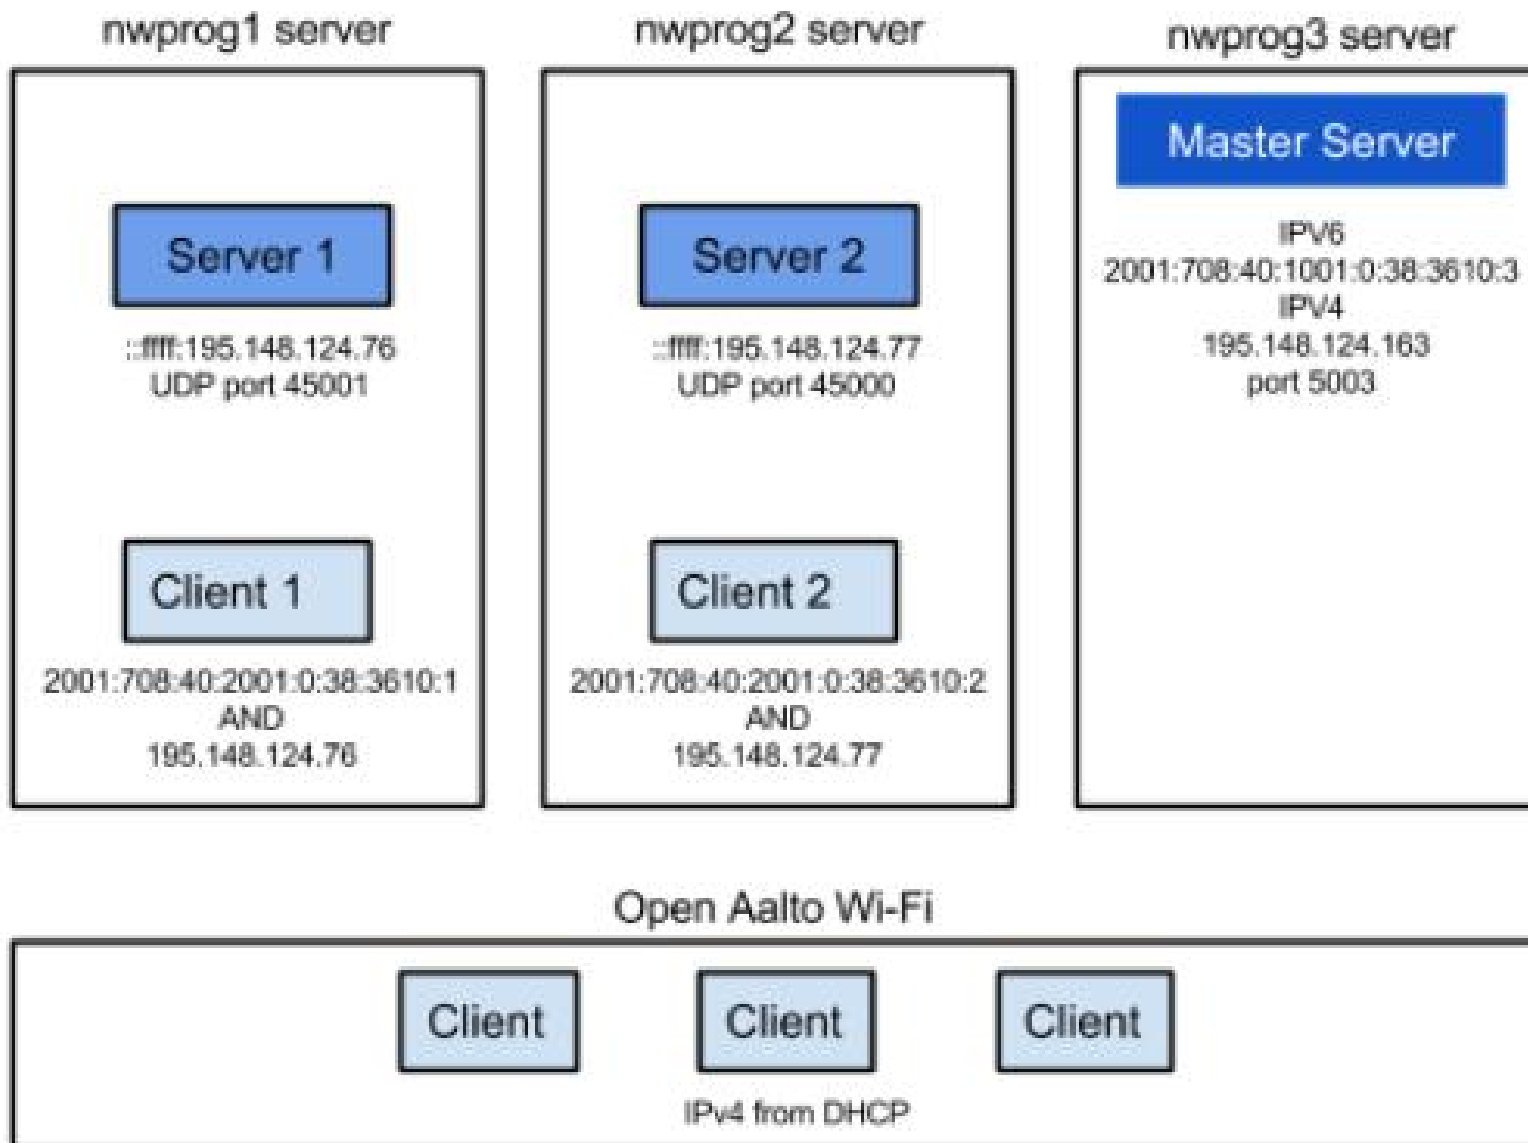 nwprog1 server
Server 1
::ffff:195.148.124.76
UDP port 45001
Client 1
2001:708:40:2001:0:38:3610:1
AND
195.148.124.76
nwprog2 server
Server 2
::ffff:195.148.124.77
UDP port 45000
Client 2
2001:708:40:2001:0:38:3610:2
AND
195.148.124.77
nwprog3 server
Master Server
IPV6
2001:708:40:1001:0:38:3610:3
IPV4
195.148.124.163
port 5003
Open Aalto Wi-Fi
Client
Client
Client
IPv4 from DHCP